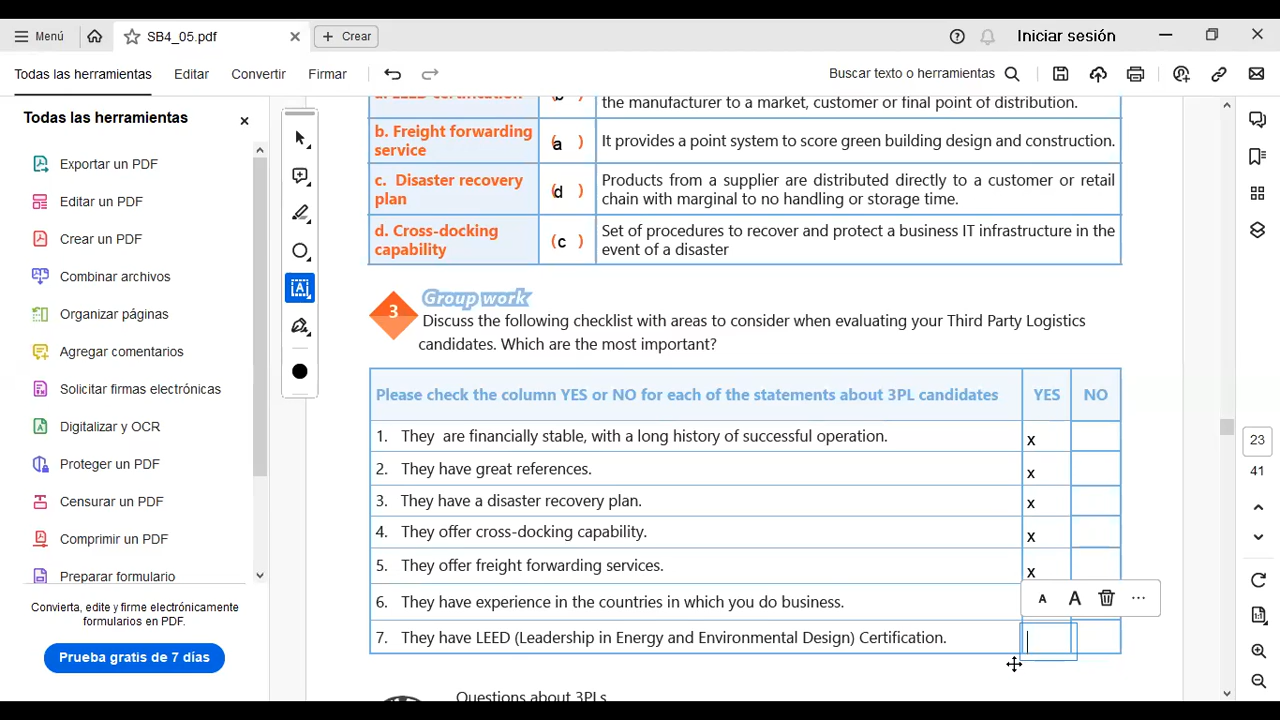 Menú
SB4_05.pdf
Crear
Iniciar sesión
Todas las herramientas
Editar
Convertir
Firmar
Buscar texto o herramientas
Todas las herramientas
Exportar un PDF
Editar un PDF
Crear un PDF
Combinar archivos
Organizar páginas
Agregar comentarios
Solicitar firmas electrónicas
Digitalizar y OCR
Proteger un PDF
Censurar un PDF
Comprimir un PDF
Preparar formulario
Convierta, edite y firme electrónicamente
formularios en PDF.
Prueba gratis de 7 días
a. LEED certification ( b ) the manufacturer to a market, customer or final point of distribution.
b. Freight forwarding
service
( a ) It provides a point system to score green building design and construction.
c. Disaster recovery
plan
( d ) Products from a supplier are distributed directly to a customer or retail
chain with marginal to no handling or storage time.
d. Cross-docking
capability
( c ) Set of procedures to recover and protect a business IT infrastructure in the
event of a disaster
3 Group work
Discuss the following checklist with areas to consider when evaluating your Third Party Logistics
candidates. Which are the most important?
Please check the column YES or NO for each of the statements about 3PL candidates YES NO
1. They are financially stable, with a long history of successful operation. x
2. They have great references. x
3. They have a disaster recovery plan. x
4. They offer cross-docking capability. x
5. They offer freight forwarding services. x
6. They have experience in the countries in which you do business.
7. They have LEED (Leadership in Energy and Environmental Design) Certification.
A A
Questions about 3PLs
23
41